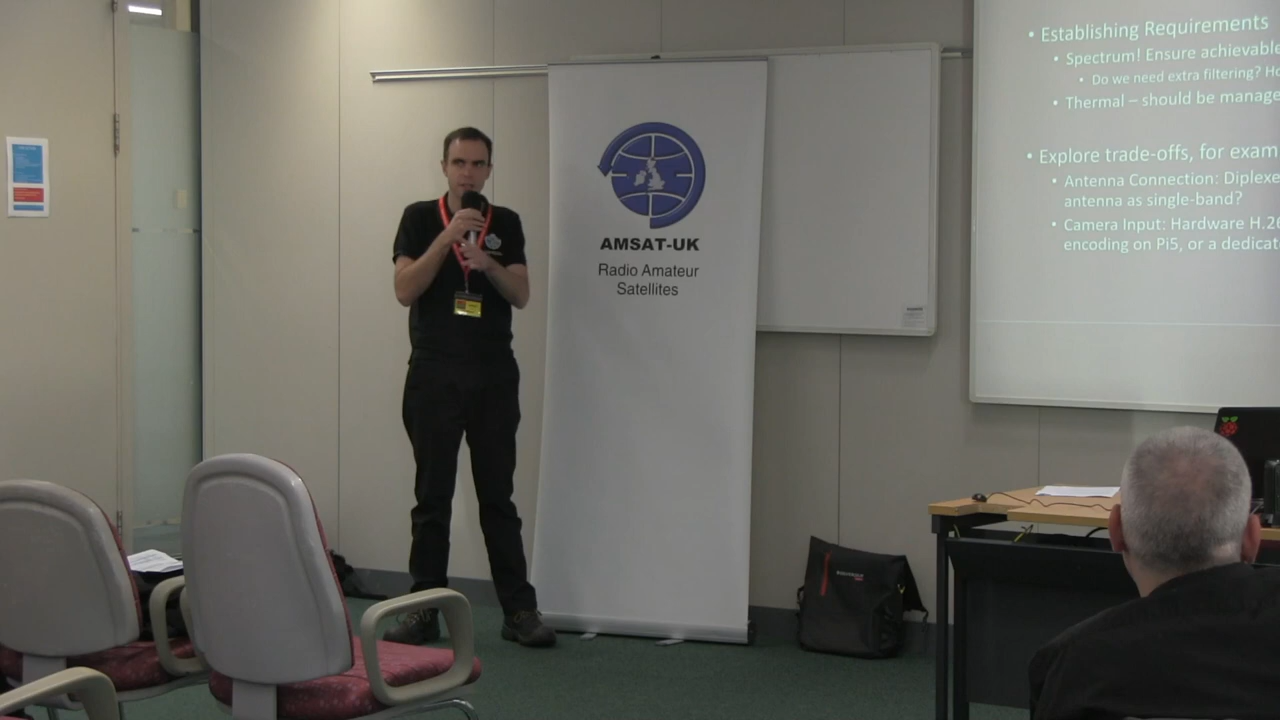 AMSAT-UK
Radio Amateur
Satellites
• Establishing Requirements
• Spectrum! Ensure achievable
• Do we need extra filtering? Ho
• Thermal – should be manage
• Explore trade-offs, for exam
• Antenna Connection: Diplexe
antenna as single-band?
• Camera Input: Hardware H.26
encoding on Pi5, or a dedicat